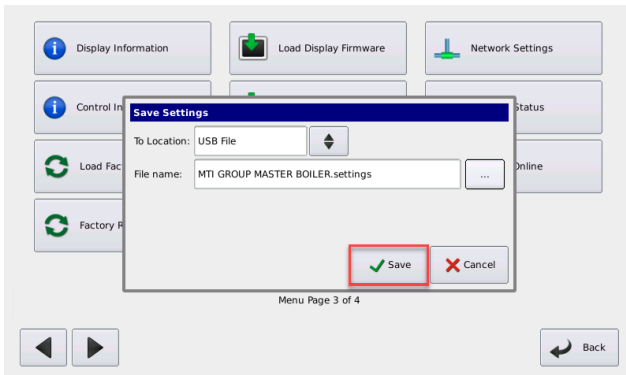 Display Information
Load Display Firmware
Network Settings
Control In
Status
Save Settings
To Location: USB File
Load Fac
Online
File name: MTI GROUP MASTER BOILER.settings ...
Factory R
Save
Cancel
Menu Page 3 of 4
Back